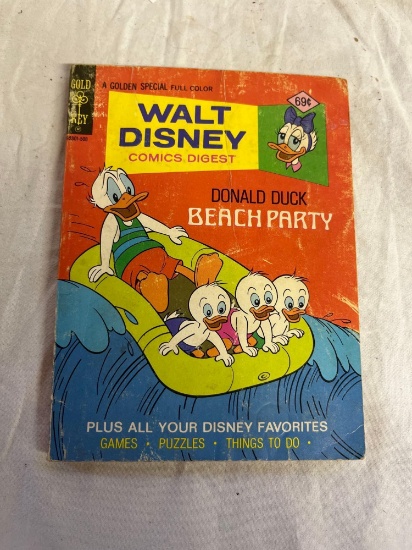 GOLD
KEY
A GOLDEN SPECIAL FULL COLOR
69¢
WALT
DISNEY
COMICS DIGEST
DONALD DUCK
BEACH PARTY
PLUS ALL YOUR DISNEY FAVORITES
GAMES · PUZZLES · THINGS TO DO ·